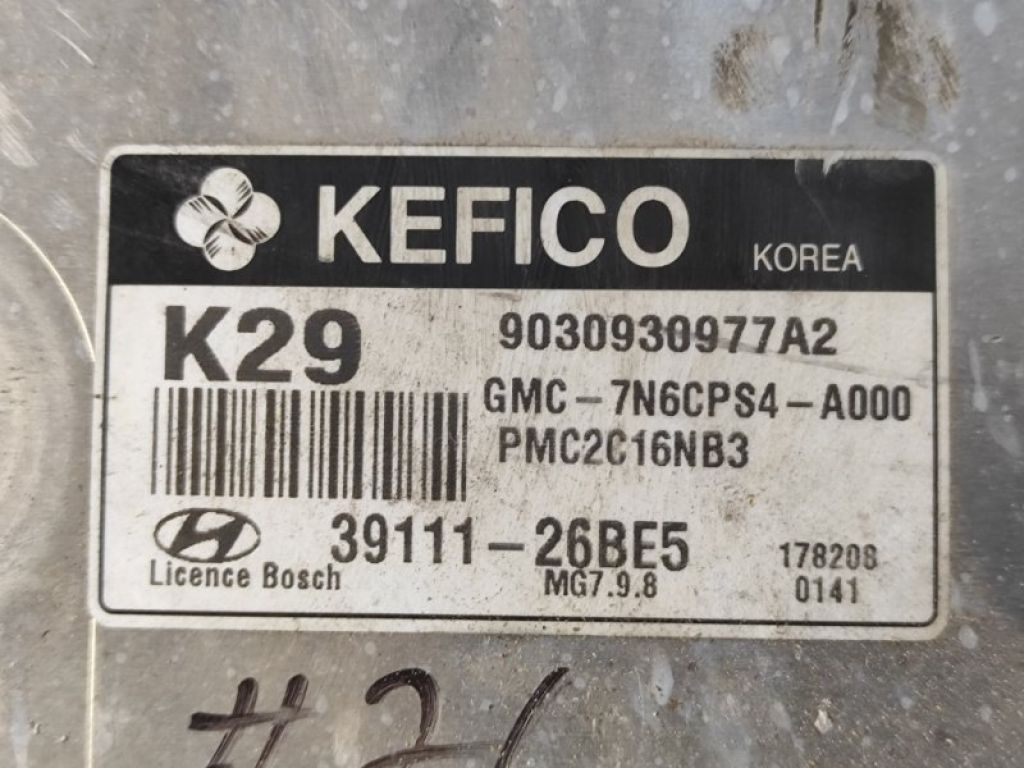 KEFICO KOREA
K29 9030930977A2
GMC-7N6CPS4-A000
PMC2C16NB3
39111-26BE5 178208
Licence Bosch MG7.9.8 0141